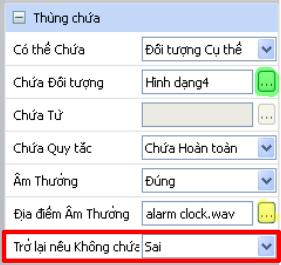 Thùng chứa
Có thể Chứa Đối tượng Cụ thể
Chứa Đối tượng Hình dạng4 ...
Chứa Từ ...
Chứa Quy tắc Chứa Hoàn toàn
Âm Thường Đúng
Địa điểm Âm Thường alarm clock.wav ...
Trở lại nếu Không chứa Sai